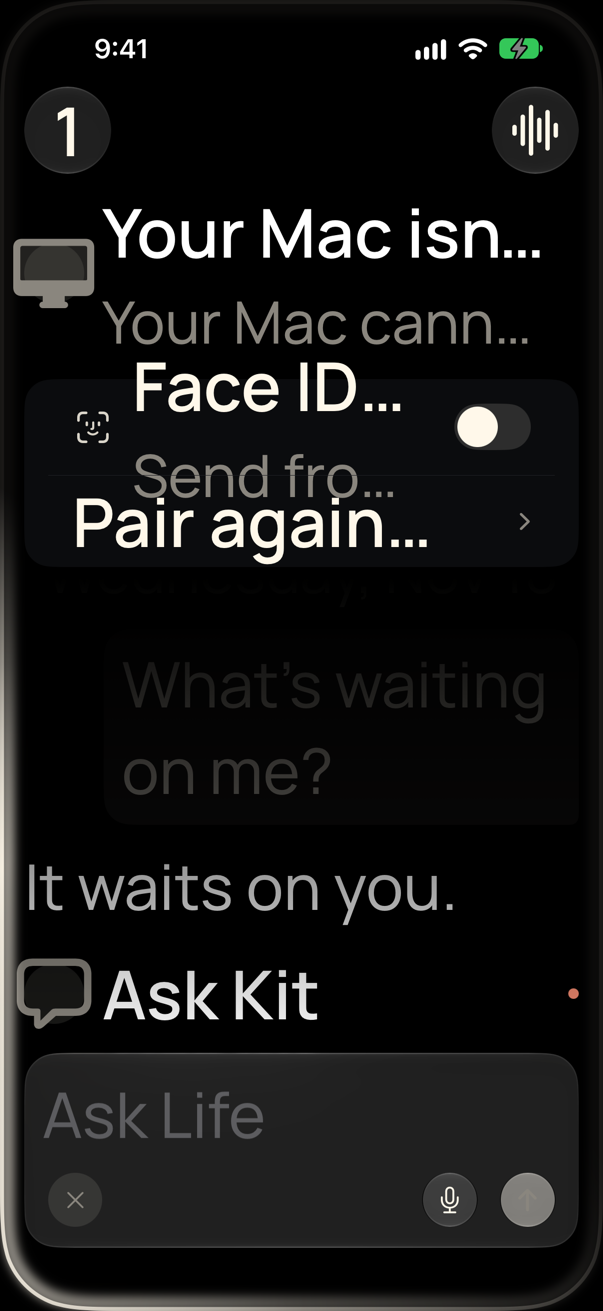 9:41
1
Your Mac isn...
Your Mac cann...
Face ID...
Send fro...
Pair again...
What's waiting
on me?
It waits on you.
Ask Kit
Ask Life